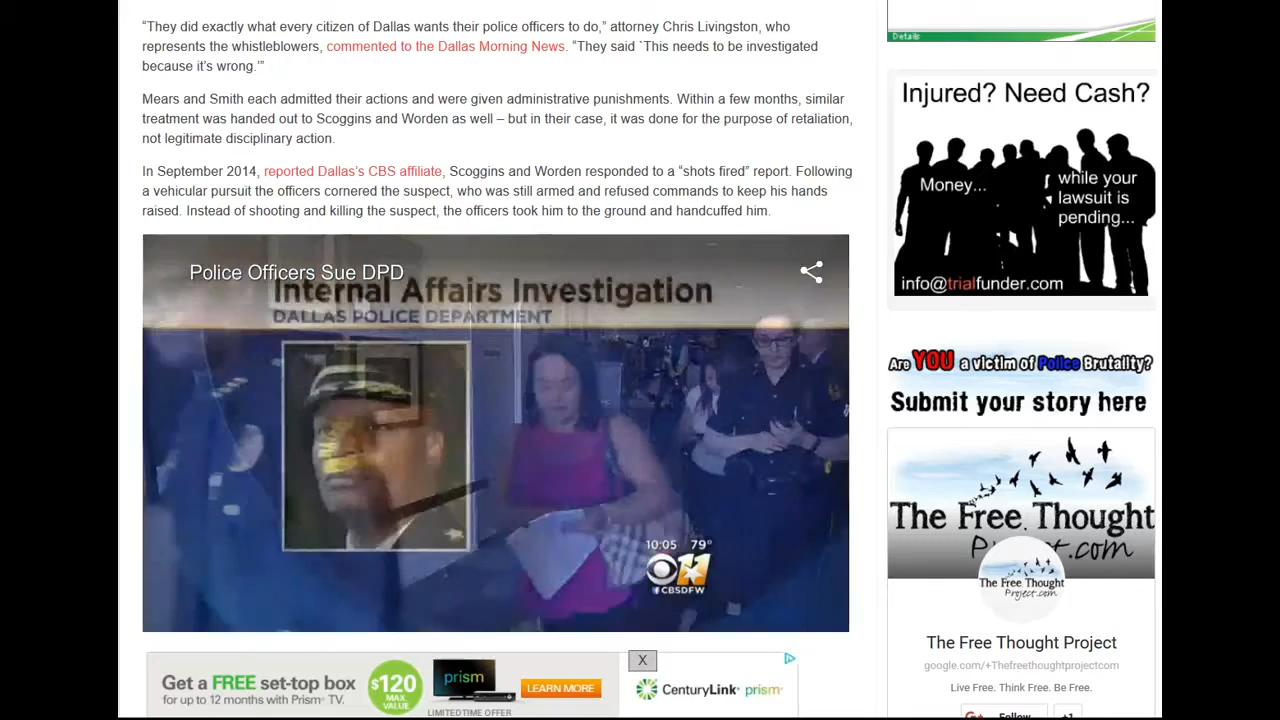 “They did exactly what every citizen of Dallas wants their police officers to do,” attorney Chris Livingston, who
represents the whistleblowers, commented to the Dallas Morning News. “They said `This needs to be investigated
because it’s wrong.’”
Mears and Smith each admitted their actions and were given administrative punishments. Within a few months, similar
treatment was handed out to Scoggins and Worden as well – but in their case, it was done for the purpose of retaliation,
not legitimate disciplinary action.
In September 2014, reported Dallas’s CBS affiliate, Scoggins and Worden responded to a “shots fired” report. Following
a vehicular pursuit the officers cornered the suspect, who was still armed and refused commands to keep his hands
raised. Instead of shooting and killing the suspect, the officers took him to the ground and handcuffed him.
Police Officers Sue DPD
Internal Affairs Investigation
DALLAS POLICE DEPARTMENT
10:05 79°
CBS 11
CBSDFW
Get a FREE set-top box
for up to 12 months with Prism™ TV.
$120
MAX
VALUE
prism
LIMITED TIME OFFER
LEARN MORE
X
CenturyLink® prism™
Details
Injured? Need Cash?
Money...
while your
lawsuit is
pending...
info@trialfunder.com
Are YOU a victim of Police Brutality?
Submit your story here
The Free Thought
Project.com
The Free Thought
Project.com
The Free Thought Project
google.com/+Thefreethoughtprojectcom
Live Free. Think Free. Be Free.
G+ Follow +1